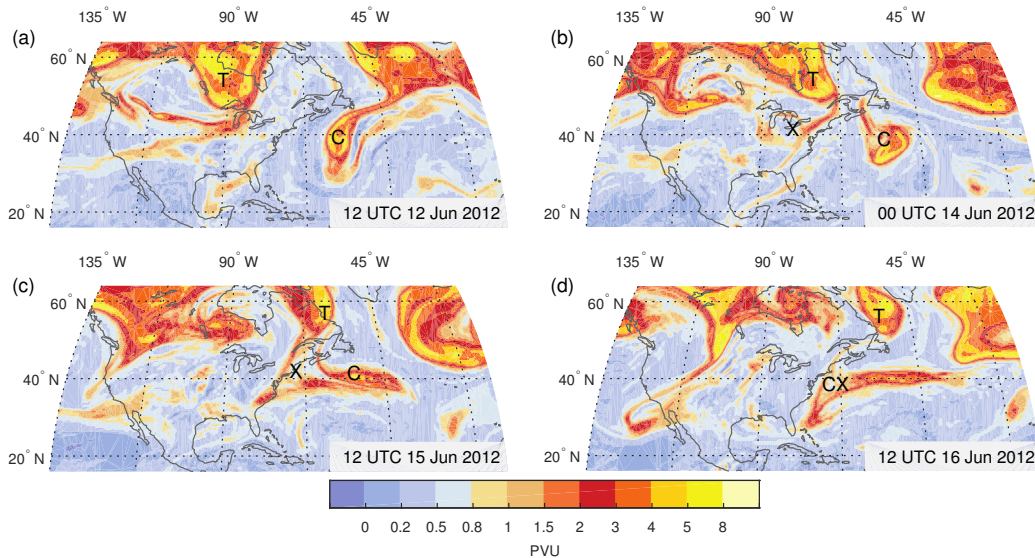 135° W 90° W 45° W 135° W 90° W 45° W
(a) (b)
60° N 60° N
T T
40° N C 40° N X C
20° N 20° N
12 UTC 12 Jun 2012 00 UTC 14 Jun 2012
135° W 90° W 45° W 135° W 90° W 45° W
(c) (d)
60° N T 60° N T
40° N X C 40° N CX
20° N 20° N
12 UTC 15 Jun 2012 12 UTC 16 Jun 2012
0 0.2 0.5 0.8 1 1.5 2 3 4 5 8
PVU